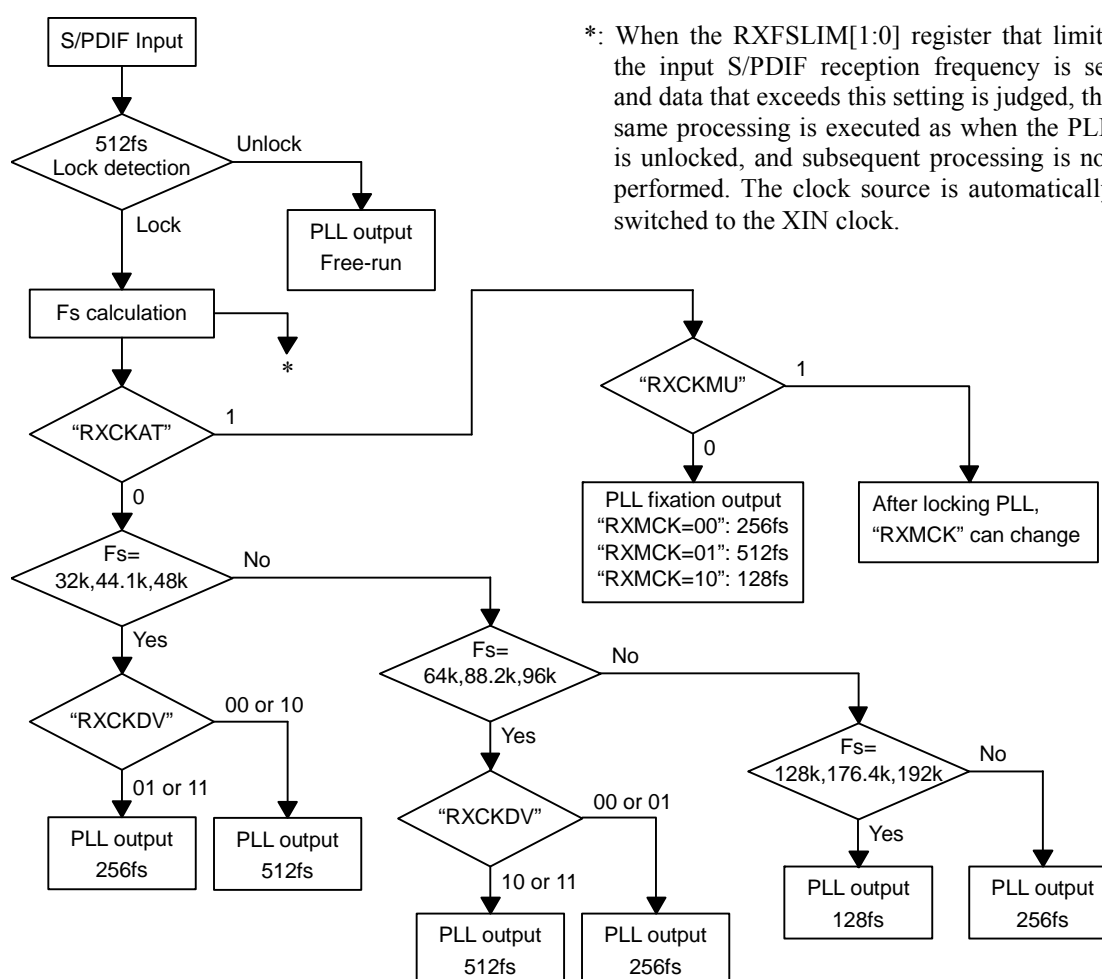 S/PDIF Input
*: When the RXFSLIM[1:0] register that limit
the input S/PDIF reception frequency is se
and data that exceeds this setting is judged, th
same processing is executed as when the PLL
is unlocked, and subsequent processing is no
performed. The clock source is automatically
switched to the XIN clock.
512fs
Lock detection
Unlock
Lock
PLL output
Free-run
Fs calculation
*
"RXCKAT"
1
0
"RXCKMU"
1
0
PLL fixation output
"RXMCK=00": 256fs
"RXMCK=01": 512fs
"RXMCK=10": 128fs
After locking PLL,
"RXMCK" can change
Fs=
32k,44.1k,48k
No
Yes
"RXCKDV"
00 or 10
01 or 11
PLL output
256fs
PLL output
512fs
Fs=
64k,88.2k,96k
No
Yes
"RXCKDV"
00 or 01
10 or 11
PLL output
512fs
PLL output
256fs
Fs=
128k,176.4k,192k
No
Yes
PLL output
128fs
PLL output
256fs